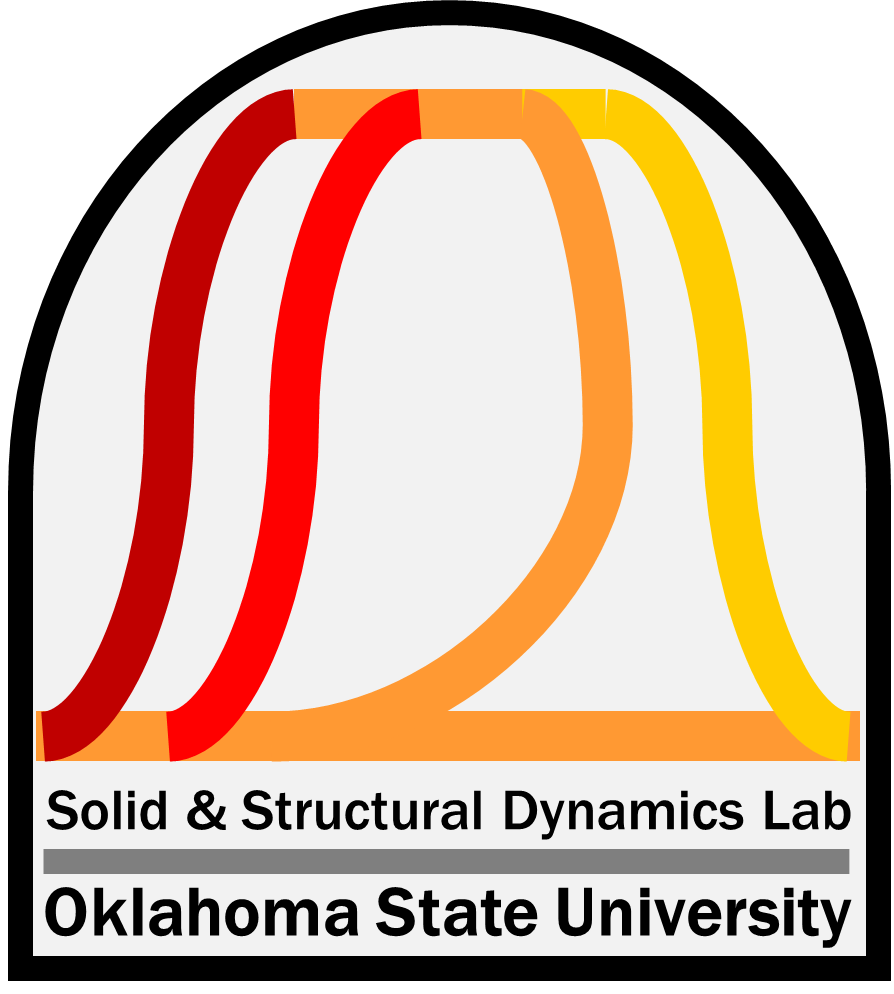 Solid & Structural Dynamics Lab
Oklahoma State University